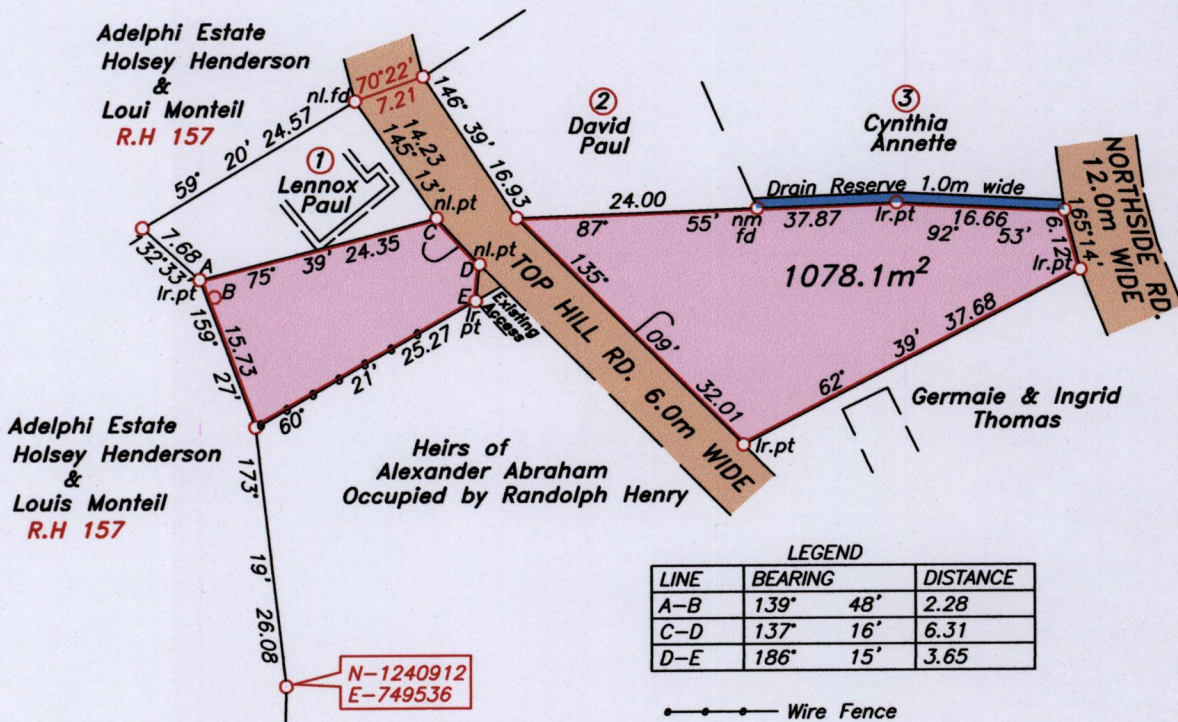 Adelphi Estate
Holsey Henderson
&
Loui Monteil
R.H 157
nl.fd
70°22'
7.21
146° 39' 16.93
14.23
145° 13'
59° 20' 24.57
1
Lennox
Paul
nl.pt
2
David
Paul
3
Cynthia
Annette
NORTHSIDE RD.
12.0m WIDE
Drain Reserve 1.0m wide
24.00
87° 55'
nm
fd
37.87
Ir.pt
16.66
92° 53'
6.12
165°14'
Ir.pt
7.68
132°33'
A
Ir.pt
B
75° 39' 24.35
C
D
nl.pt
E
Ir.
pt
Existing
Access
TOP HILL RD. 6.0m WIDE
135° 09' 32.01
1078.1m²
62° 39' 37.68
Ir.pt
15.73
159° 27'
60° 21' 25.27
Germaie & Ingrid
Thomas
Adelphi Estate
Holsey Henderson
&
Louis Monteil
R.H 157
Heirs of
Alexander Abraham
Occupied by Randolph Henry
173° 19' 26.08
N-1240912
E-749536
LEGEND
LINE BEARING DISTANCE
A-B 139° 48' 2.28
C-D 137° 16' 6.31
D-E 186° 15' 3.65
Wire Fence